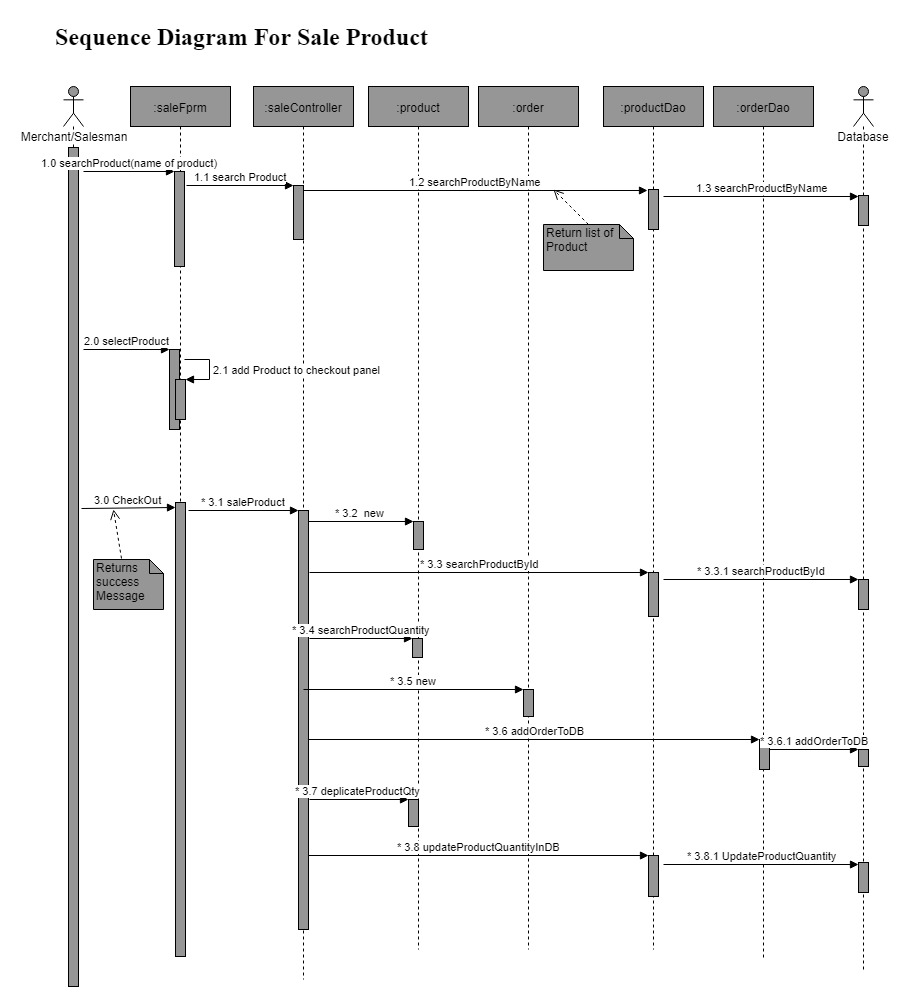 Sequence Diagram For Sale Product
:saleFprm
:saleController
:product
:order
:productDao
:orderDao
Merchant/Salesman
Database
1.0 searchProduct(name of product)
1.1 search Product
1.2 searchProductByName
1.3 searchProductByName
Return list of
Product
2.0 selectProduct
2.1 add Product to checkout panel
3.0 CheckOut
* 3.1 saleProduct
* 3.2 new
Returns
success
Message
* 3.3 searchProductById
* 3.3.1 searchProductById
* 3.4 searchProductQuantity
* 3.5 new
* 3.6 addOrderToDB
* 3.6.1 addOrderToDB
* 3.7 deplicateProductQty
* 3.8 updateProductQuantityInDB
* 3.8.1 UpdateProductQuantity